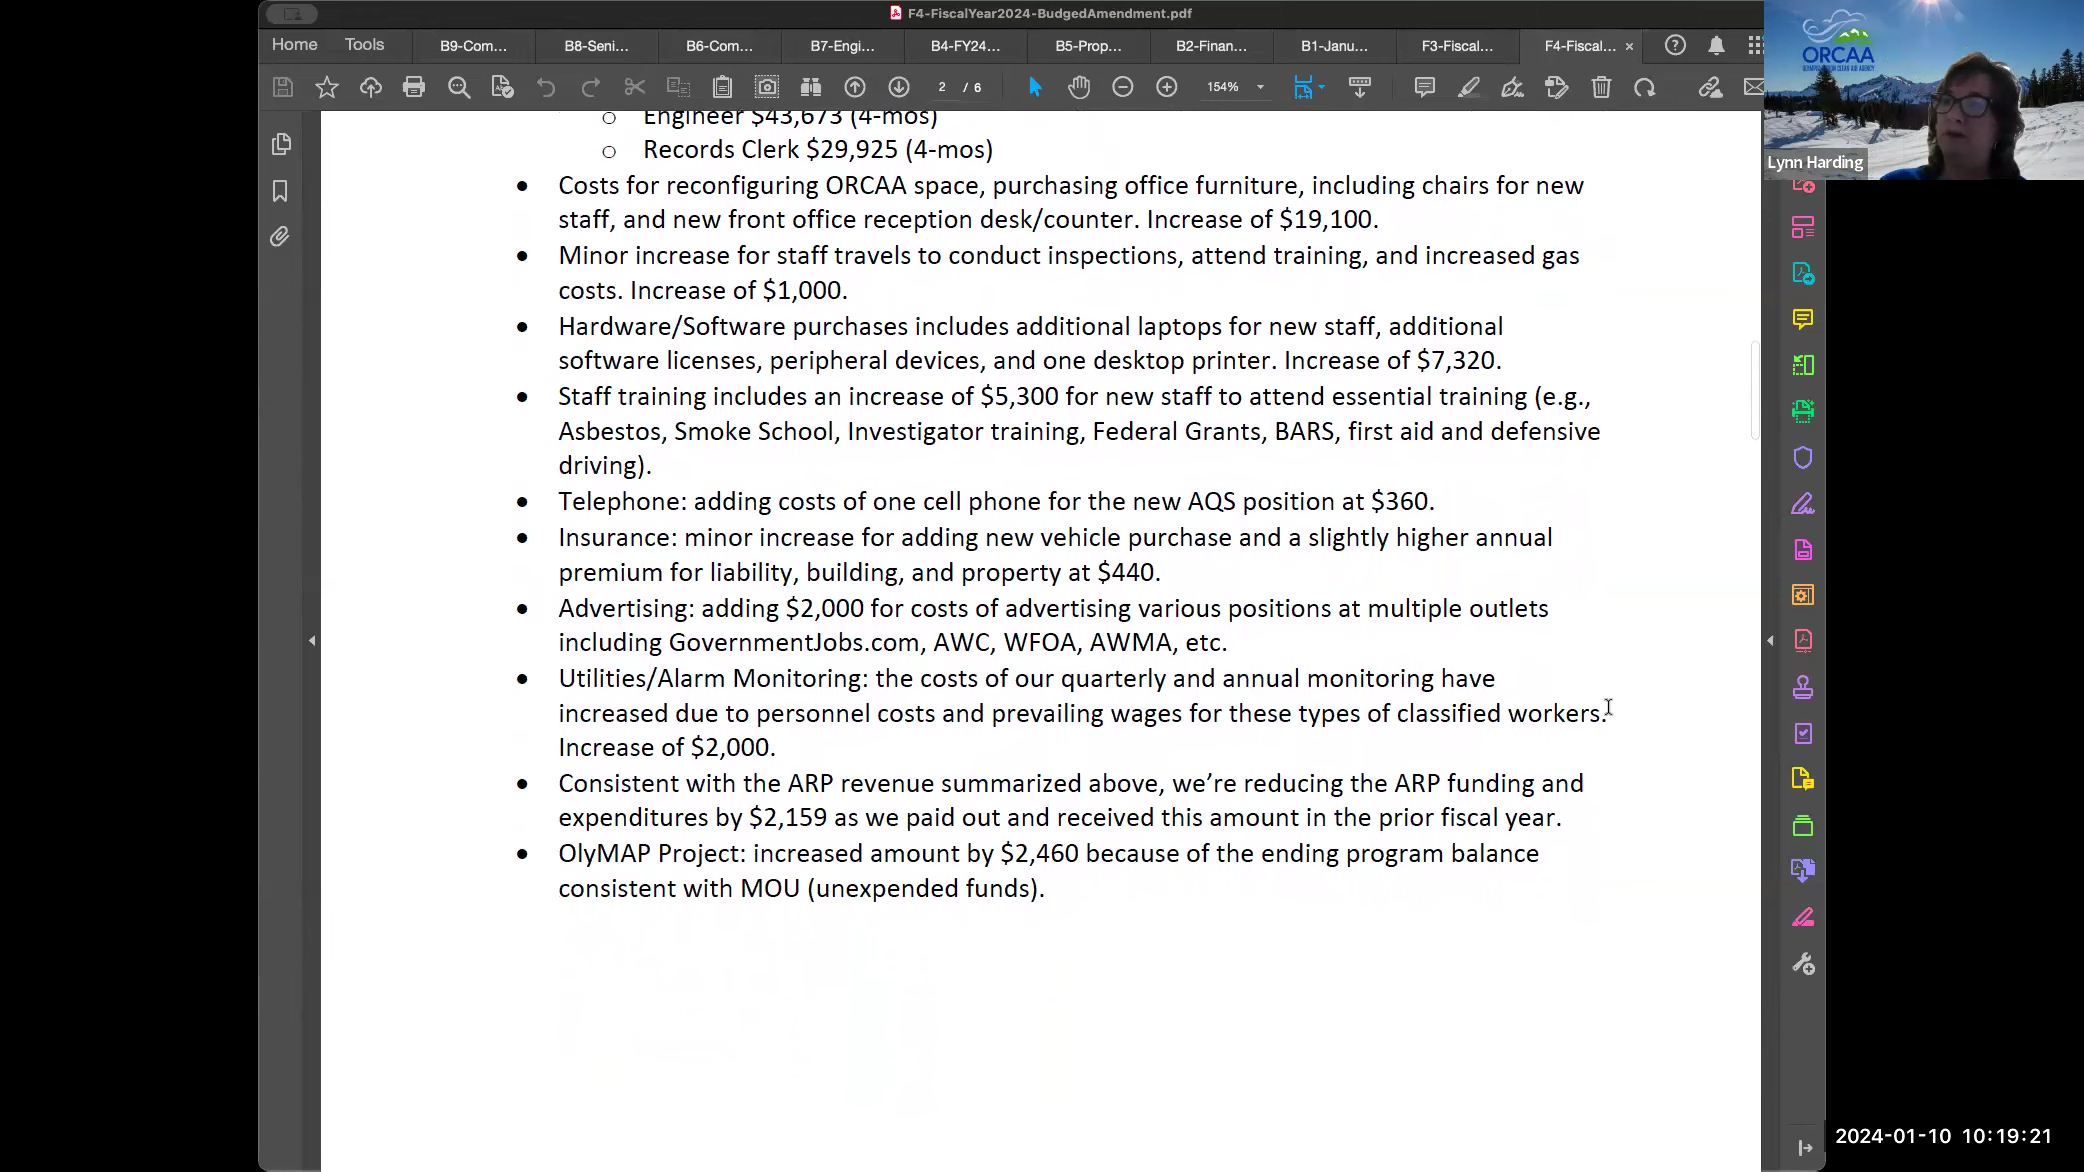 F4-FiscalYear2024-BudgedAmendment.pdf
Home
Tools
B9-Com...
B8-Seni...
B6-Com...
B7-Engi...
B4-FY24...
B5-Prop...
B2-Finan...
B1-Janu...
F3-Fiscal...
F4-Fiscal...
2 / 6
154%
ORCAA
Lynn Harding
o Engineer $43,673 (4-mos)
o Records Clerk $29,925 (4-mos)
• Costs for reconfiguring ORCAA space, purchasing office furniture, including chairs for new
staff, and new front office reception desk/counter. Increase of $19,100.
• Minor increase for staff travels to conduct inspections, attend training, and increased gas
costs. Increase of $1,000.
• Hardware/Software purchases includes additional laptops for new staff, additional
software licenses, peripheral devices, and one desktop printer. Increase of $7,320.
• Staff training includes an increase of $5,300 for new staff to attend essential training (e.g.,
Asbestos, Smoke School, Investigator training, Federal Grants, BARS, first aid and defensive
driving).
• Telephone: adding costs of one cell phone for the new AQS position at $360.
• Insurance: minor increase for adding new vehicle purchase and a slightly higher annual
premium for liability, building, and property at $440.
• Advertising: adding $2,000 for costs of advertising various positions at multiple outlets
including GovernmentJobs.com, AWC, WFOA, AWMA, etc.
• Utilities/Alarm Monitoring: the costs of our quarterly and annual monitoring have
increased due to personnel costs and prevailing wages for these types of classified workers.
Increase of $2,000.
• Consistent with the ARP revenue summarized above, we’re reducing the ARP funding and
expenditures by $2,159 as we paid out and received this amount in the prior fiscal year.
• OlyMAP Project: increased amount by $2,460 because of the ending program balance
consistent with MOU (unexpended funds).
2024-01-10 10:19:21